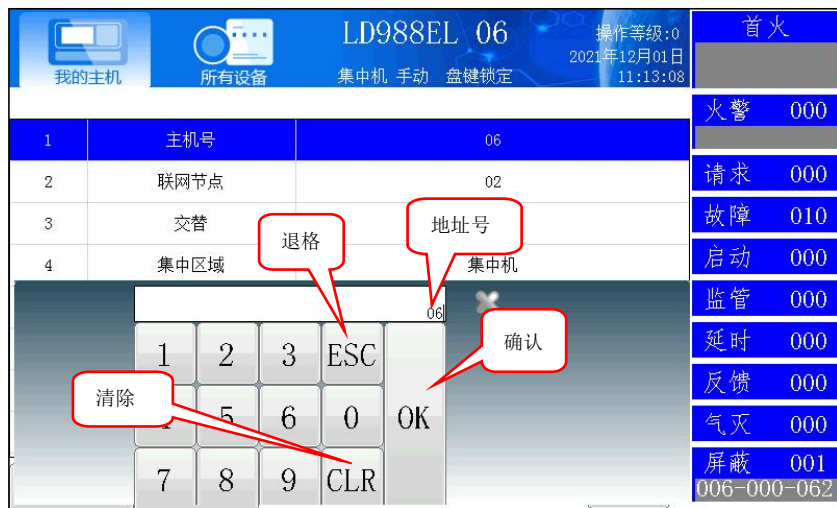 LD988EL 06
操作等级:0
2021年12月01日
11:13:08
我的主机
所有设备
集中机 手动 盘键锁定
首火
火警 000
请求 000
故障 010
启动 000
监管 000
延时 000
反馈 000
气灭 000
屏蔽 001
006-000-062
1 主机号 06
2 联网节点 02
3 交替
4 集中区域 集中机
退格
地址号
确认
清除
06
1 2 3 ESC
5 6 0 OK
7 8 9 CLR